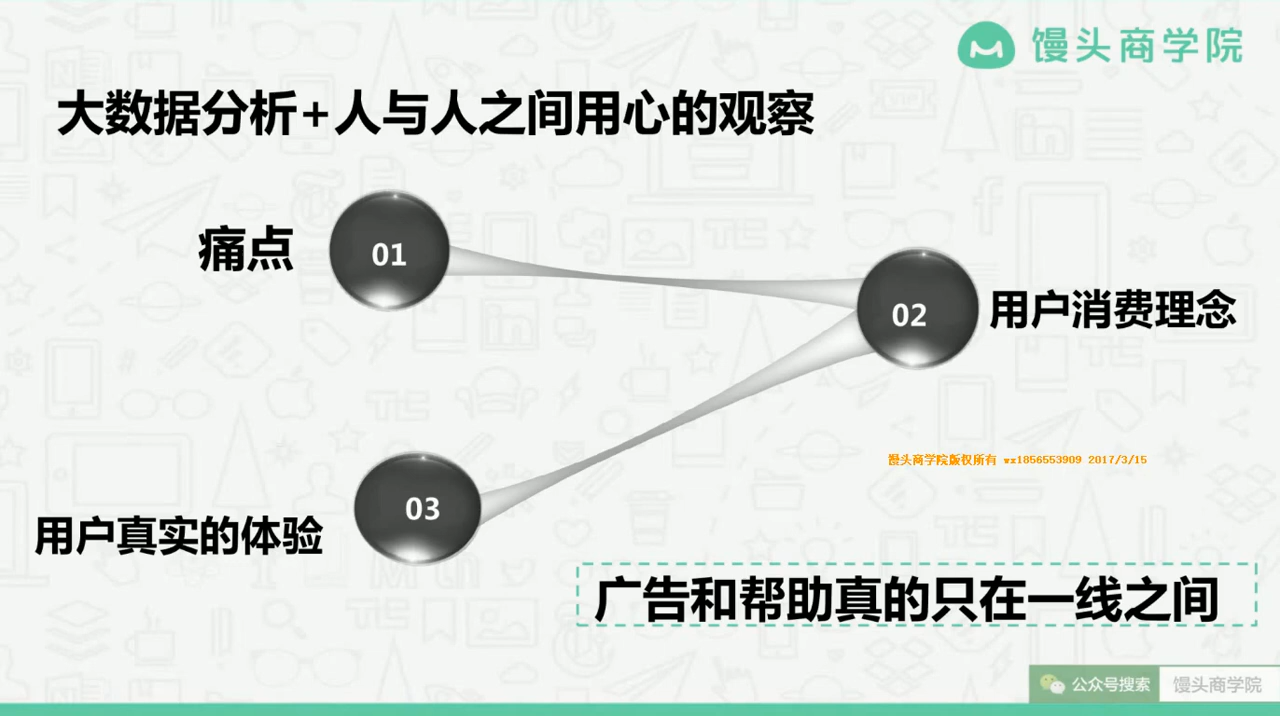 馒头商学院
大数据分析+人与人之间用心的观察
痛点
01
02
用户消费理念
馒头商学院版权所有 wx1856553909 2017/3/15
03
用户真实的体验
广告和帮助真的只在一线之间
公众号搜索 馒头商学院